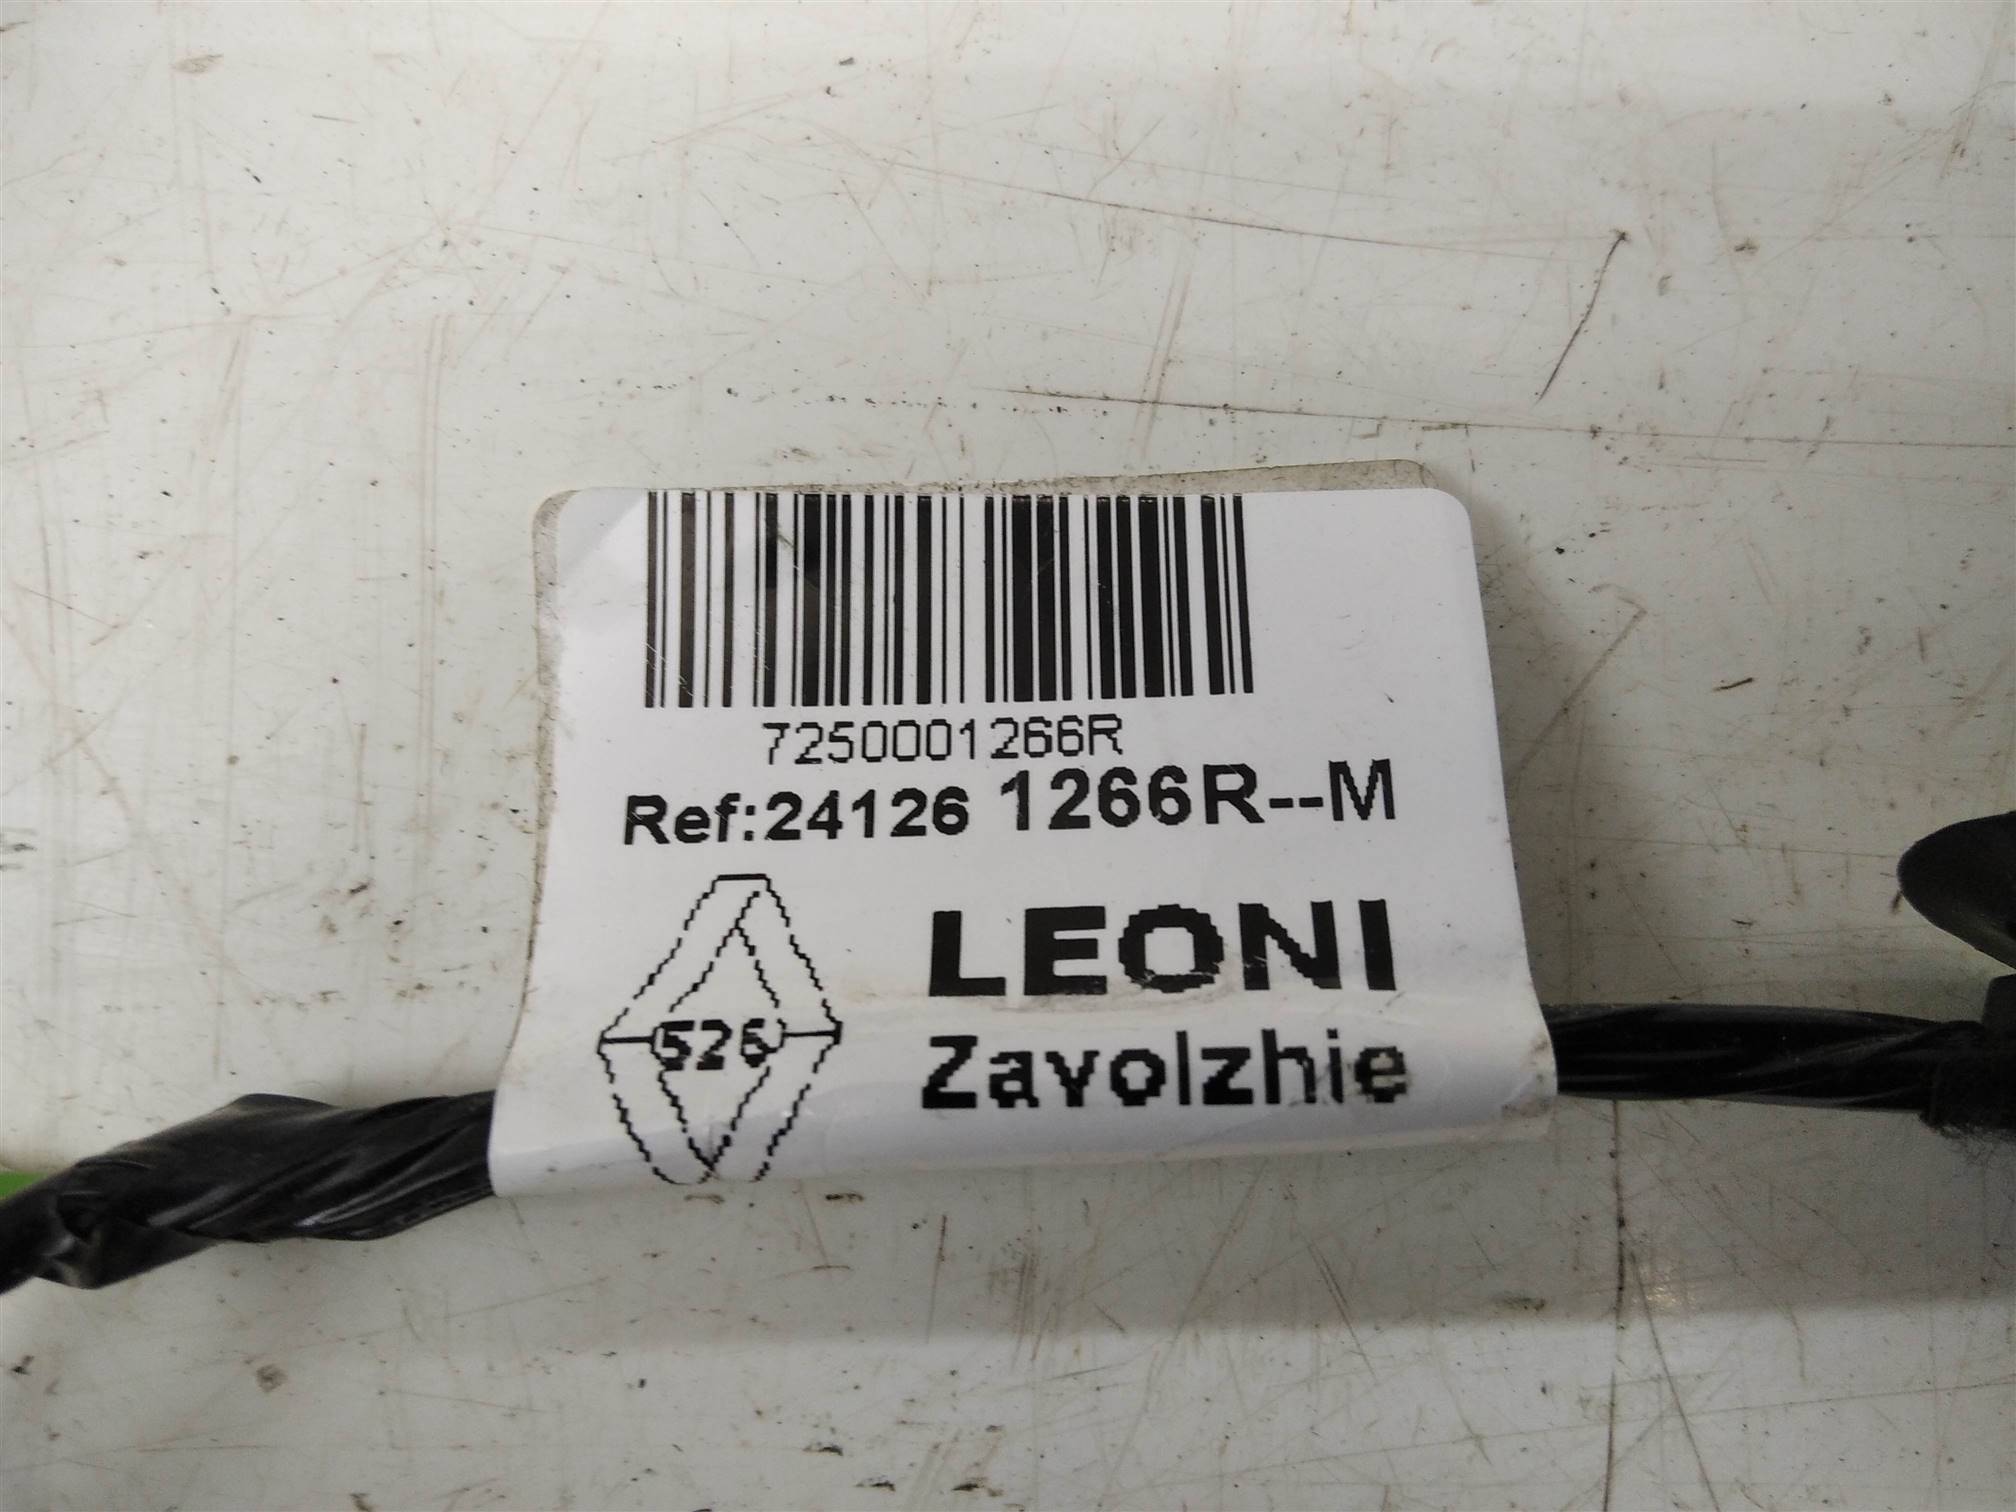 7250001266R
Ref:24126 1266R--M
LEONI
526
Zavolzhie